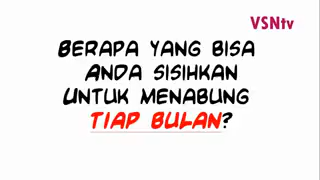 VSNtv
BERAPA YANG BISA
ANDA SISIHKAN
UNTUK MENABUNG
TIAP BULAN?